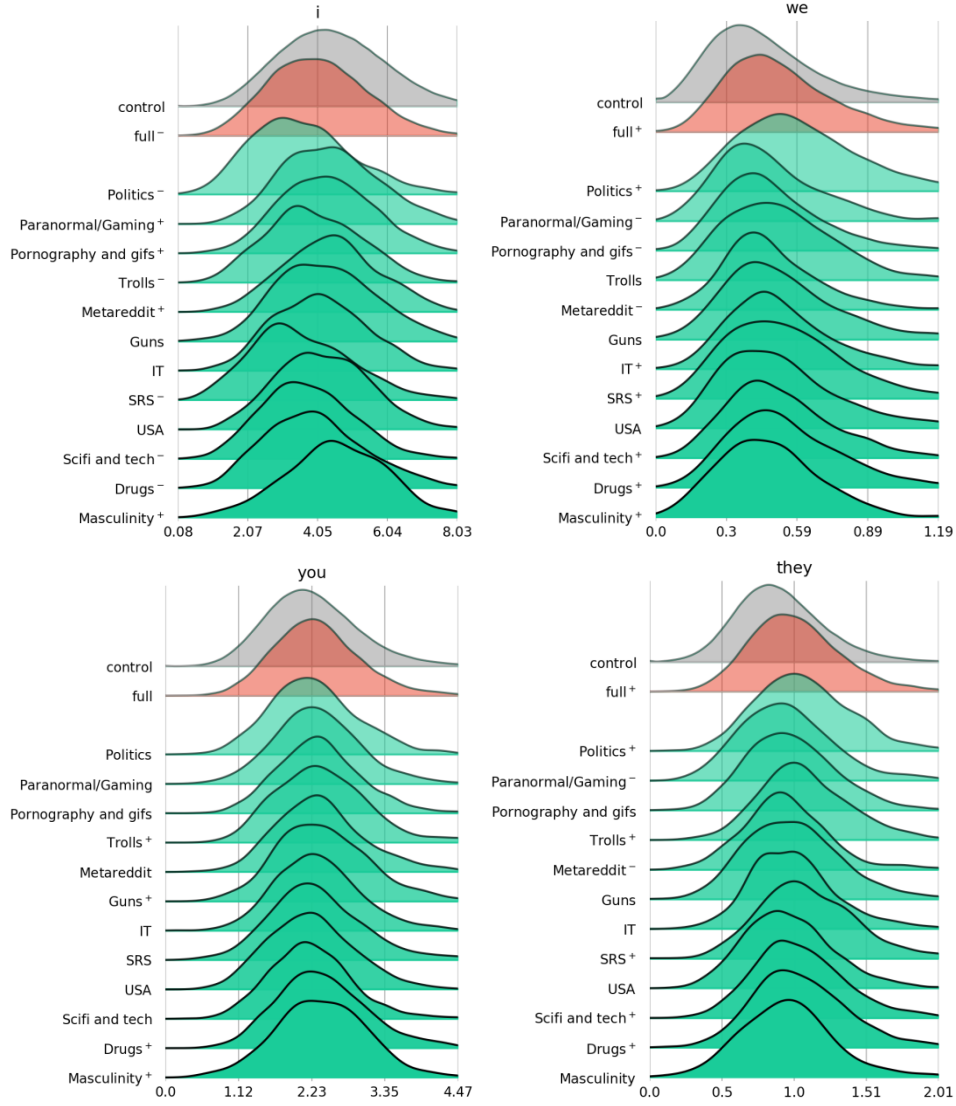 i
control
full⁻
Politics⁻
Paranormal/Gaming⁺
Pornography and gifs⁺
Trolls⁻
Metareddit⁺
Guns
IT
SRS⁻
USA
Scifi and tech⁻
Drugs⁻
Masculinity⁺
0.08 2.07 4.05 6.04 8.03
we
control
full⁺
Politics⁺
Paranormal/Gaming⁻
Pornography and gifs⁻
Trolls
Metareddit⁻
Guns
IT⁺
SRS⁺
USA
Scifi and tech⁺
Drugs⁺
Masculinity⁺
0.0 0.3 0.59 0.89 1.19
you
control
full
Politics
Paranormal/Gaming
Pornography and gifs
Trolls⁺
Metareddit
Guns⁺
IT
SRS
USA
Scifi and tech
Drugs⁺
Masculinity⁺
0.0 1.12 2.23 3.35 4.47
they
control
full⁺
Politics⁺
Paranormal/Gaming⁻
Pornography and gifs
Trolls⁺
Metareddit⁻
Guns
IT
SRS⁺
USA
Scifi and tech⁺
Drugs⁺
Masculinity
0.0 0.5 1.0 1.51 2.01